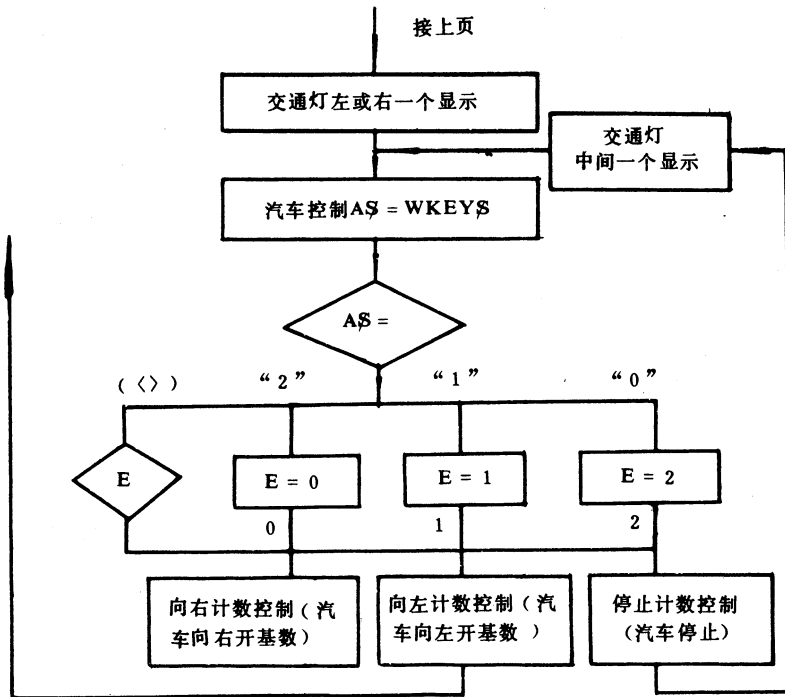 接上页
交通灯左或右一个显示
交通灯
中间一个显示
汽车控制A$ = WKEY$
A$ =
(〈〉)
“2”
“1”
“0”
E
E = 0
E = 1
E = 2
0
1
2
向右计数控制(汽
车向右开基数)
向左计数控制(汽
车向左开基数)
停止计数控制
(汽车停止)